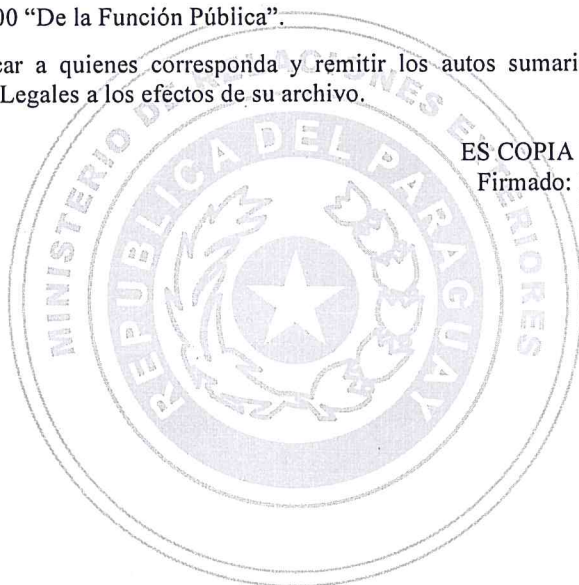 00 “De la Función Pública”.
car a quienes corresponda y remitir los autos sumari
Legales a los efectos de su archivo.
ES COPIA
Firmado:
MINISTERIO DE RELACIONES EXTERIORES
REPUBLICA DEL PARAGUAY